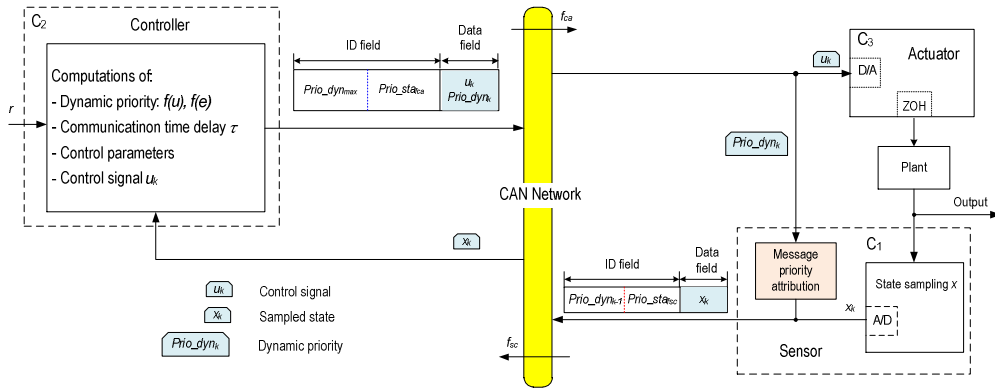 C2
Controller
r
Computations of:
- Dynamic priority: f(u), f(e)
- Communicatinon time delay τ
- Control parameters
- Control signal uk
ID field
Data
field
Prio_dynmax
Prio_stafca
uk
Prio_dynk
fca
CAN Network
uk
C3
Actuator
D/A
ZOH
Plant
Output
Prio_dynk
xk
ID field
Data
field
Prio_dynk-1
Prio_stafsc
xk
fsc
Message
priority
attribution
C1
State sampling x
xk
A/D
Sensor
uk
Control signal
xk
Sampled state
Prio_dynk
Dynamic priority